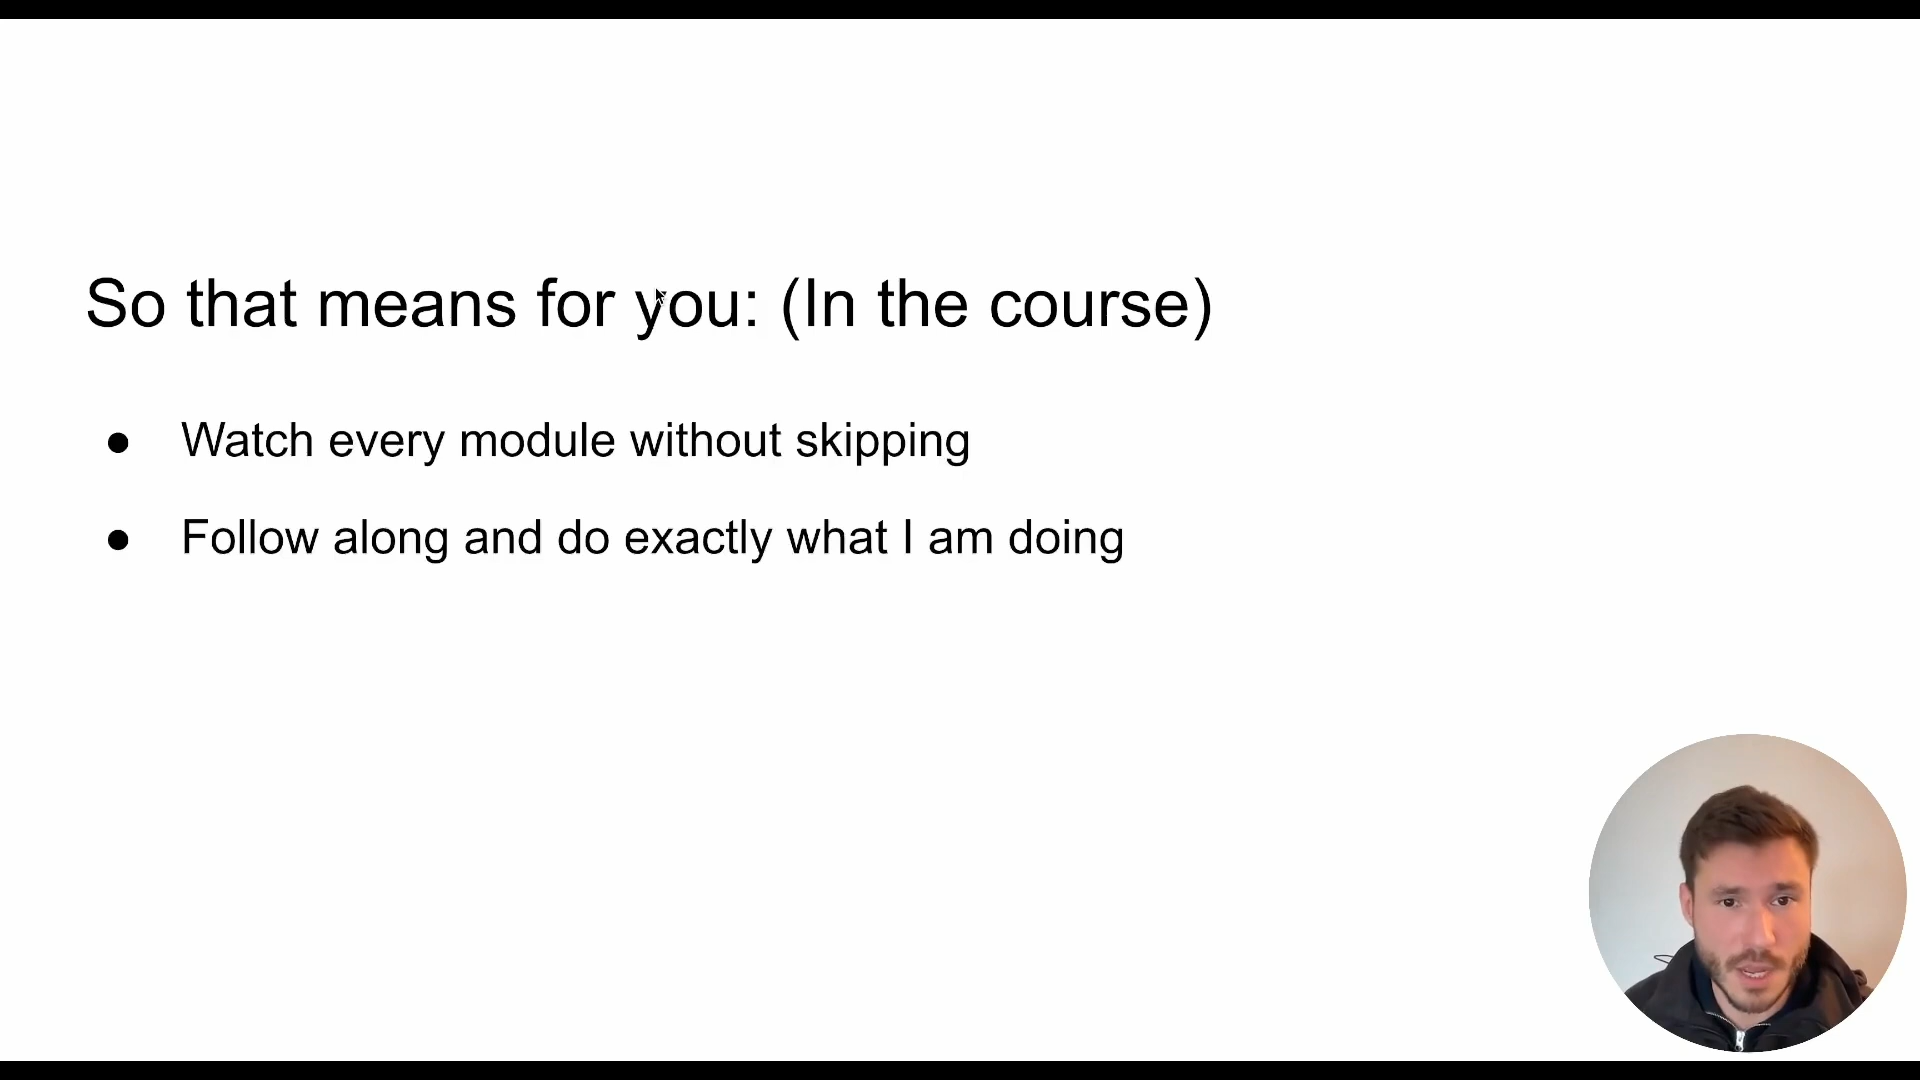 So that means for you: (In the course)
● Watch every module without skipping
● Follow along and do exactly what I am doing